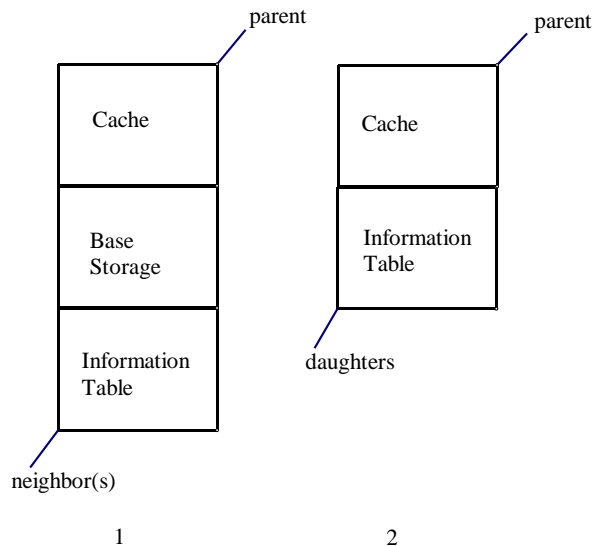 parent
Cache
Base
Storage
Information
Table
neighbor(s)
1
parent
Cache
Information
Table
daughters
2